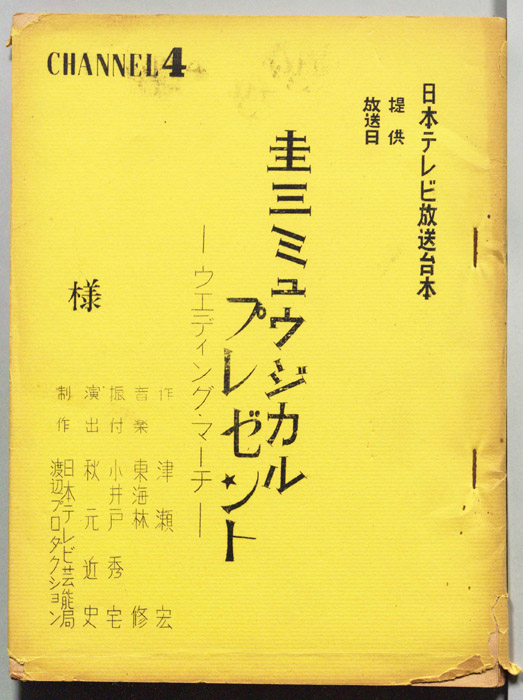 CHANNEL4
日本テレビ放送台本
提供
放送日
圭三ミュウジカル
プレゼント
―ウエディング・マーチ―
作 津瀬宏
音楽 東海林修
振付 小井戸秀宅
演出 秋元近史
制作 日本テレビ芸能局
渡辺プロダクション
様